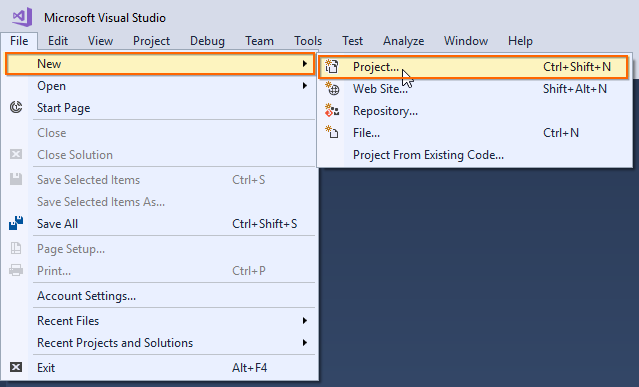 Microsoft Visual Studio
File Edit View Project Debug Team Tools Test Analyze Window Help
New
Open
Start Page
Close
Close Solution
Save Selected Items Ctrl+S
Save Selected Items As...
Save All Ctrl+Shift+S
Page Setup...
Print... Ctrl+P
Account Settings...
Recent Files
Recent Projects and Solutions
Exit Alt+F4
Project... Ctrl+Shift+N
Web Site... Shift+Alt+N
Repository...
File... Ctrl+N
Project From Existing Code...